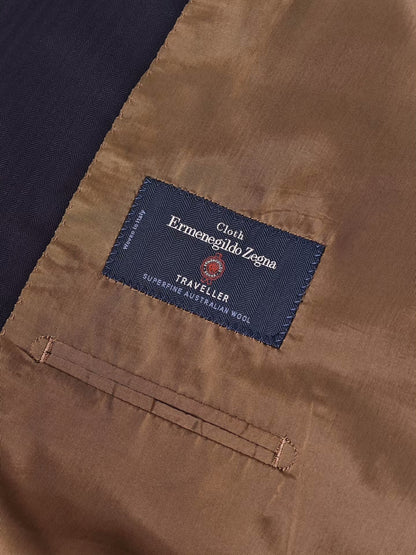 Woven in Italy
Cloth
Ermenegildo Zegna
TRAVELLER
SUPERFINE AUSTRALIAN WOOL